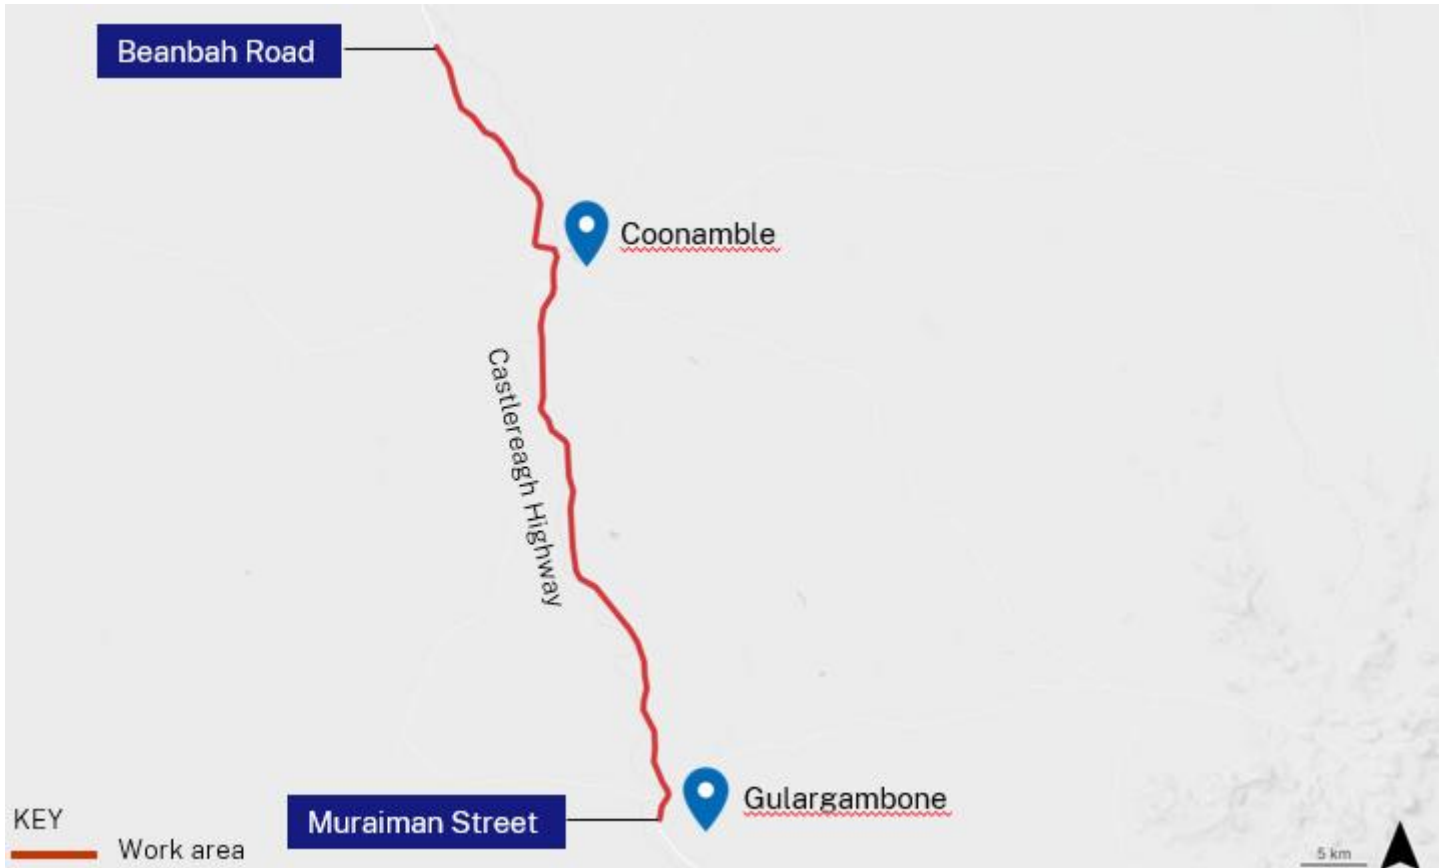 Beanbah Road
Coonamble
Castlereagh Highway
Gulargambone
Muraiman Street
KEY
Work area
5 km